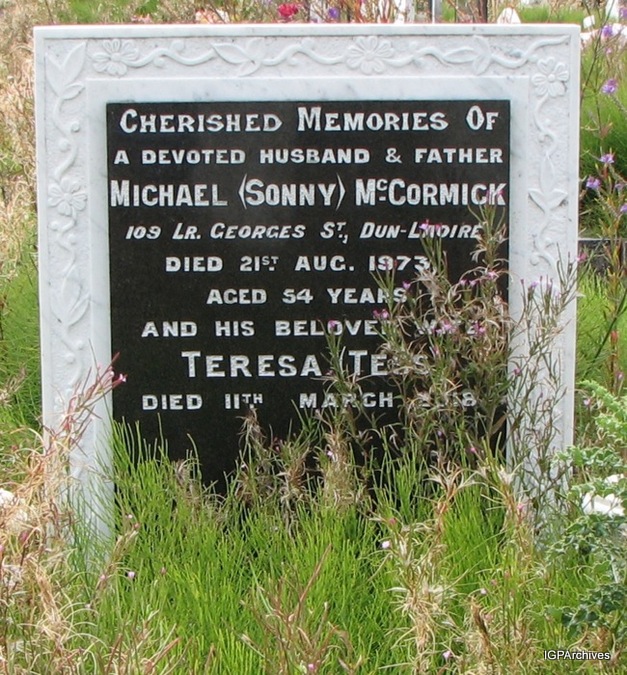 CHERISHED MEMORIES OF
A DEVOTED HUSBAND & FATHER
MICHAEL (SONNY) McCORMICK
109 LR. GEORGES ST., DUN-L'AOIRE
DIED 21ST. AUG. 1973
AGED 54 YEARS
AND HIS BELOVED WIFE
TERESA (TESS
DIED 11TH MARCH
IGPArchives